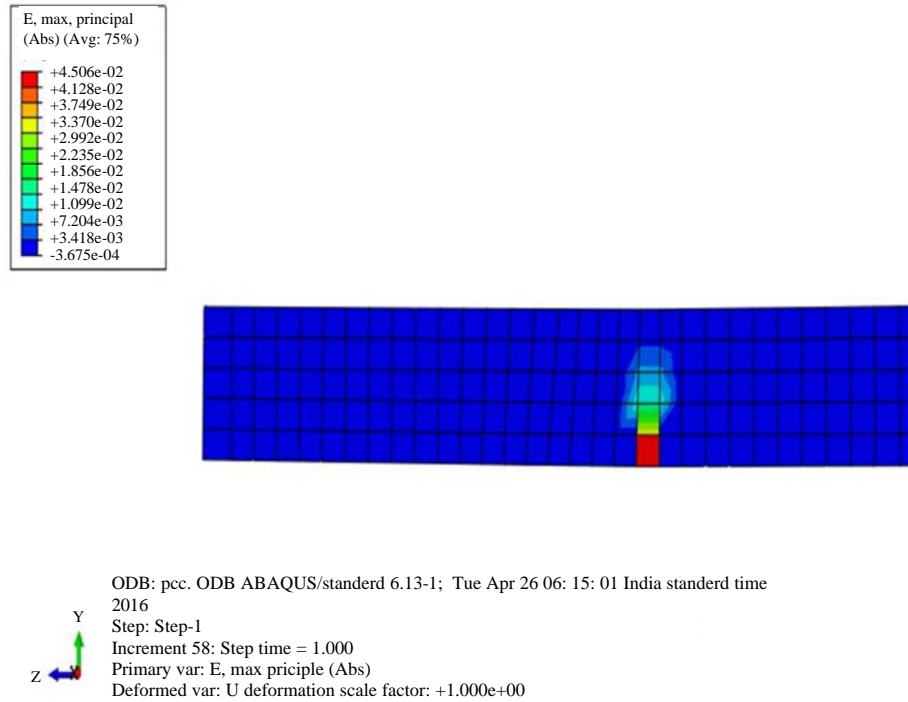 E, max, principal
(Abs) (Avg: 75%)
+4.506e-02
+4.128e-02
+3.749e-02
+3.370e-02
+2.992e-02
+2.235e-02
+1.856e-02
+1.478e-02
+1.099e-02
+7.204e-03
+3.418e-03
-3.675e-04
ODB: pcc. ODB ABAQUS/standerd 6.13-1; Tue Apr 26 06: 15: 01 India standerd time
2016
Step: Step-1
Increment 58: Step time = 1.000
Primary var: E, max priciple (Abs)
Deformed var: U deformation scale factor: +1.000e+00
Y
Z